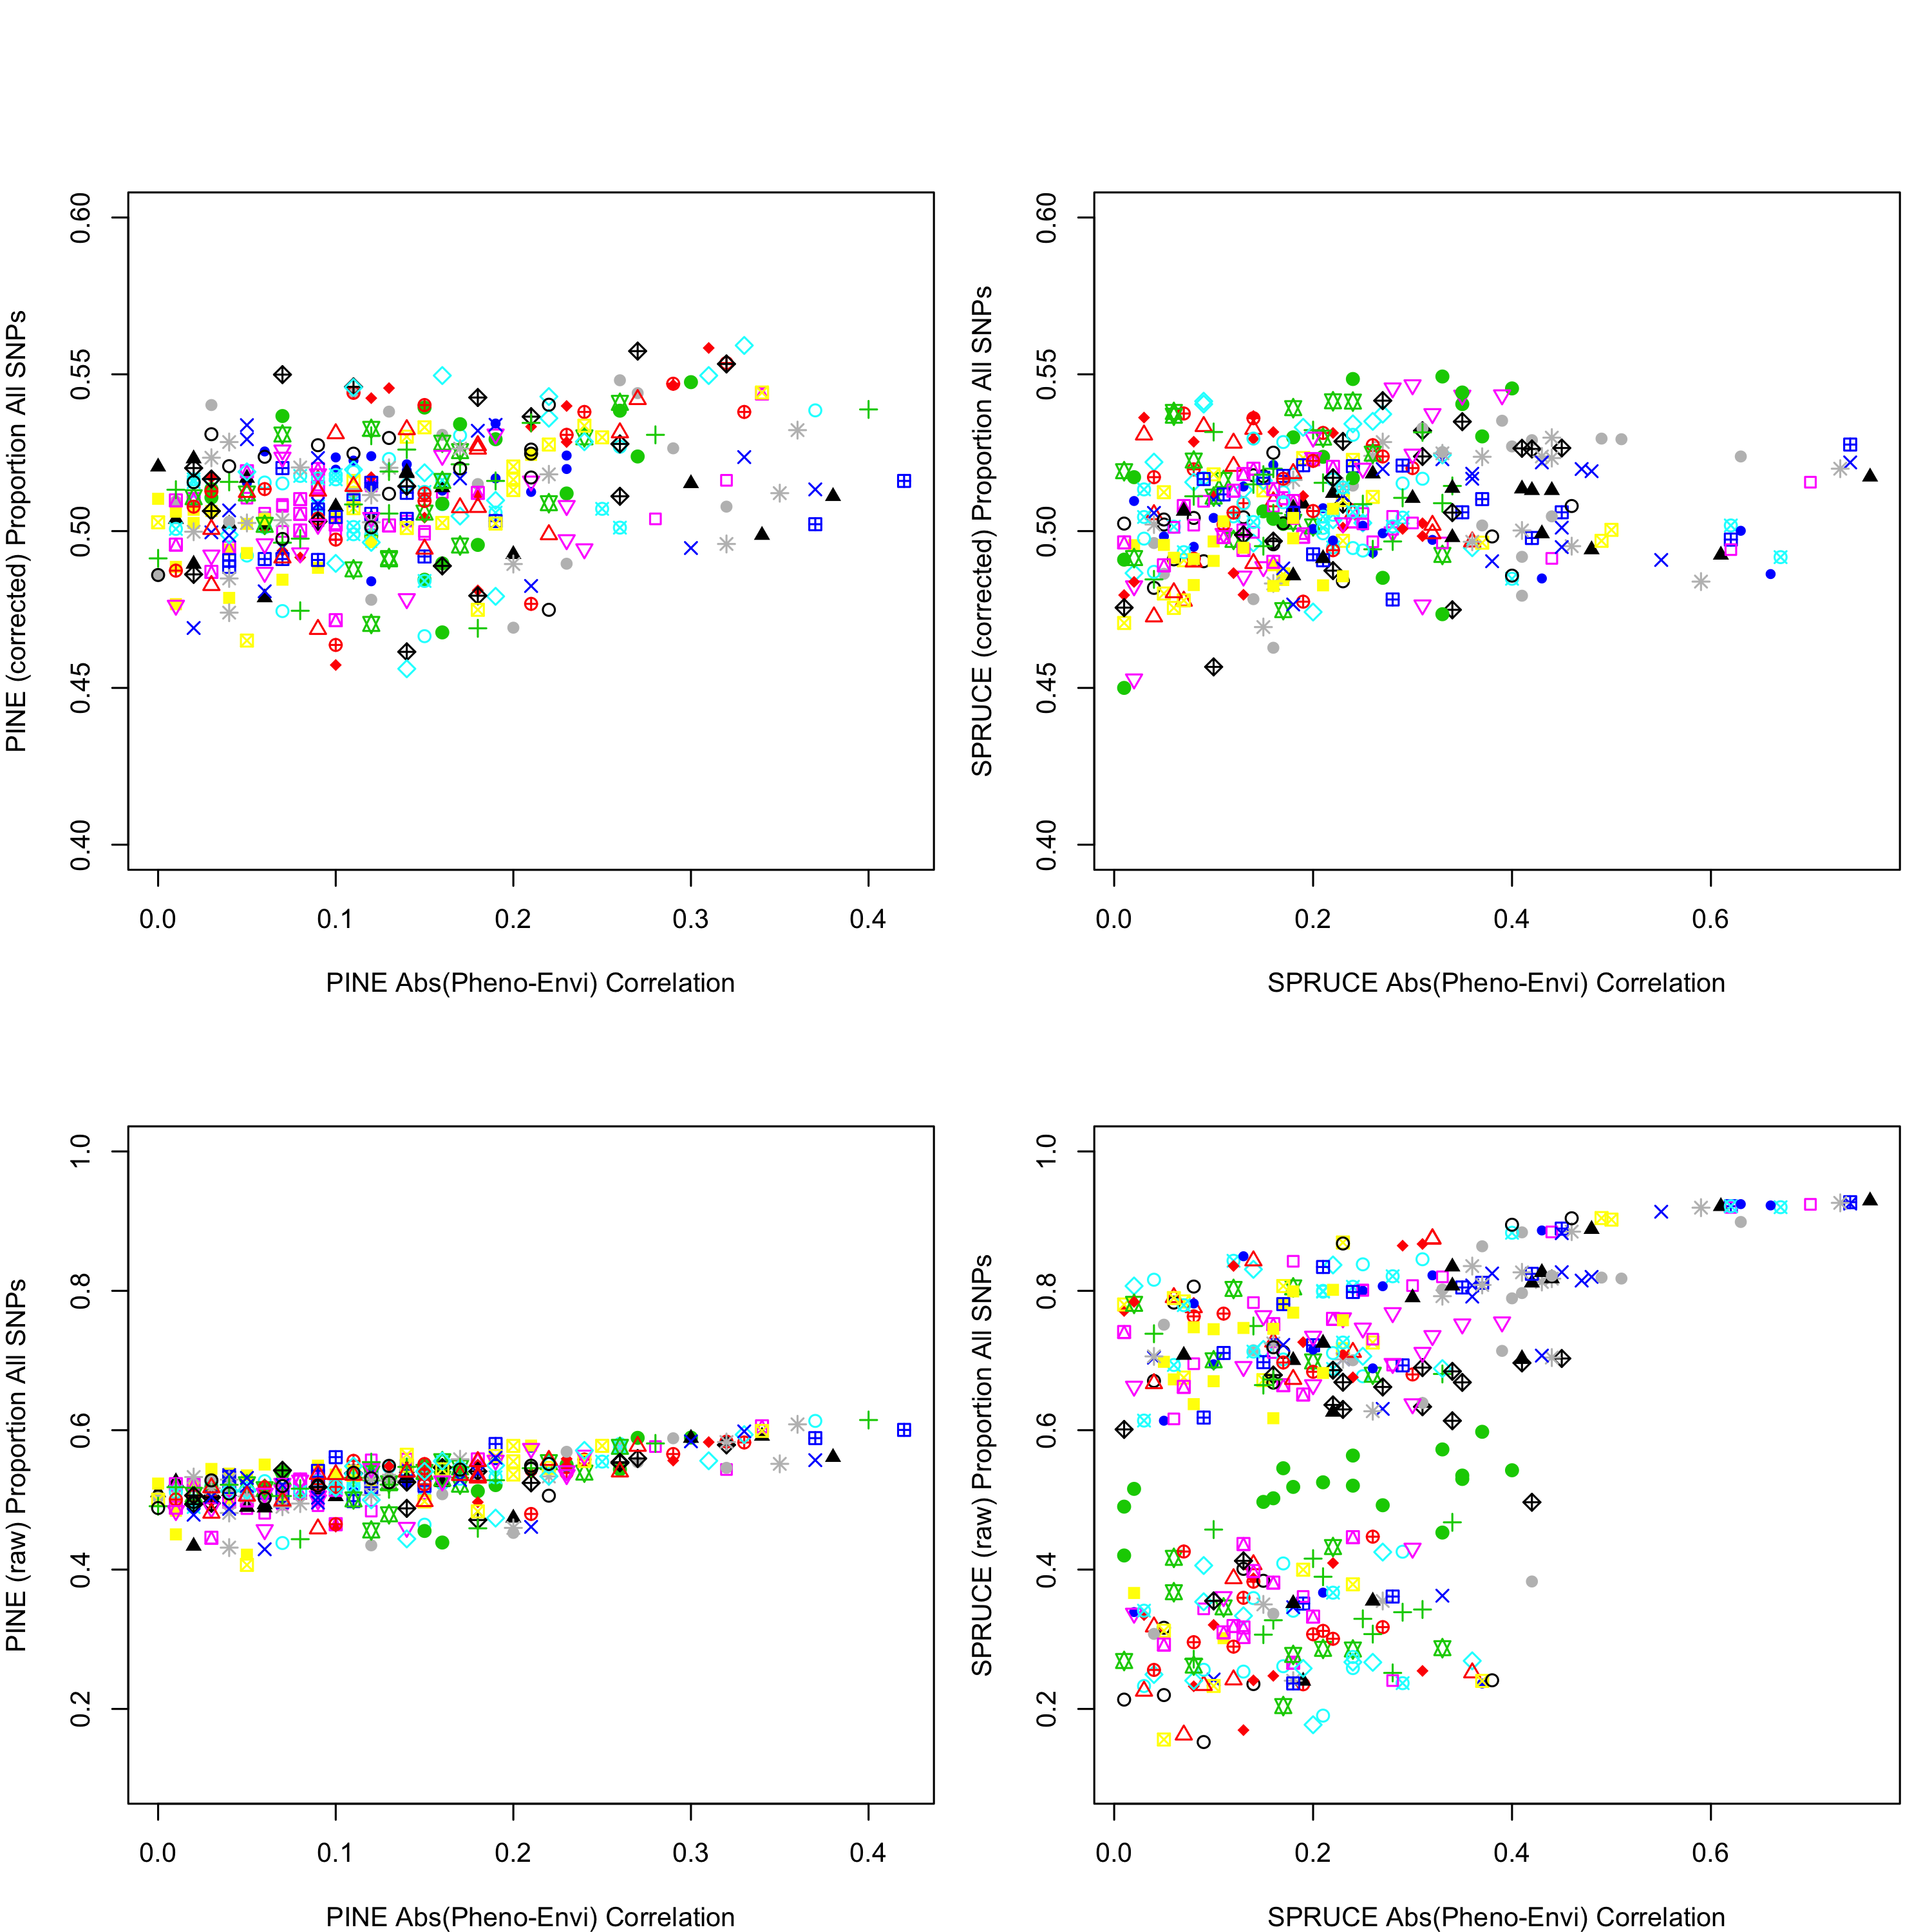 PINE (corrected) Proportion All SNPs
0.60
0.55
0.50
0.45
0.40
0.0 0.1 0.2 0.3 0.4
PINE Abs(Pheno-Envi) Correlation
SPRUCE (corrected) Proportion All SNPs
0.60
0.55
0.50
0.45
0.40
0.0 0.2 0.4 0.6
SPRUCE Abs(Pheno-Envi) Correlation
PINE (raw) Proportion All SNPs
1.0
0.8
0.6
0.4
0.2
0.0 0.1 0.2 0.3 0.4
PINE Abs(Pheno-Envi) Correlation
SPRUCE (raw) Proportion All SNPs
1.0
0.8
0.6
0.4
0.2
0.0 0.2 0.4 0.6
SPRUCE Abs(Pheno-Envi) Correlation